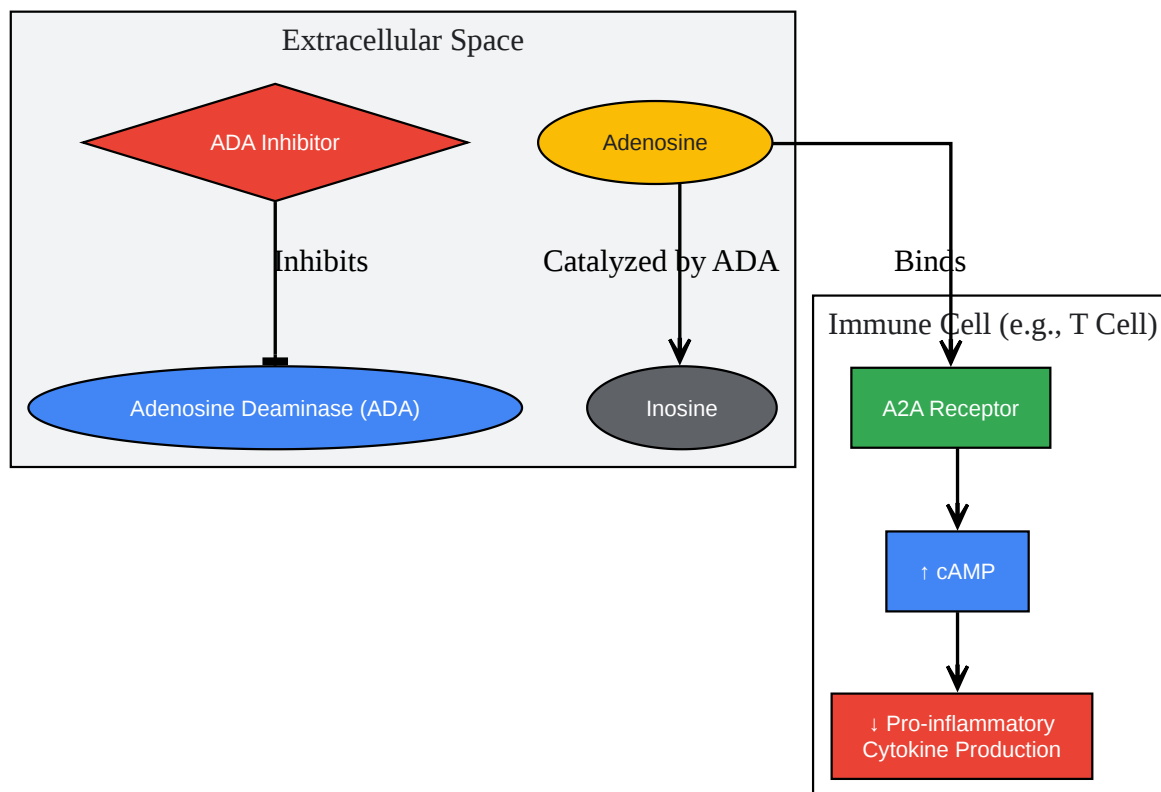 Extracellular Space
ADA Inhibitor
Adenosine
Inhibits
Catalyzed by ADA
Binds
Immune Cell (e.g., T Cell)
Adenosine Deaminase (ADA)
Inosine
A2A Receptor
↑ cAMP
↓ Pro-inflammatory
Cytokine Production